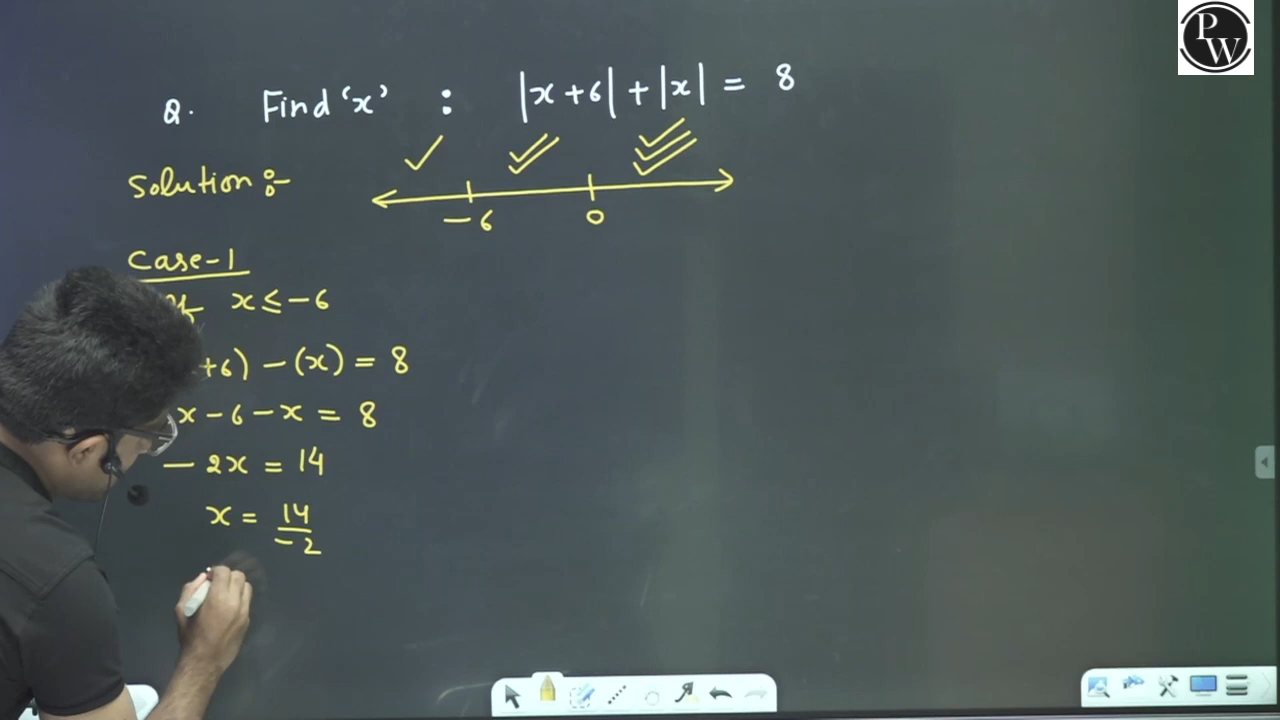 PW
Q. Find 'x' : |x+6| + |x| = 8
Solution :-
-6 0
Case-1
x ≤ -6
+6) - (x) = 8
x - 6 - x = 8
- 2x = 14
x = 14/-2